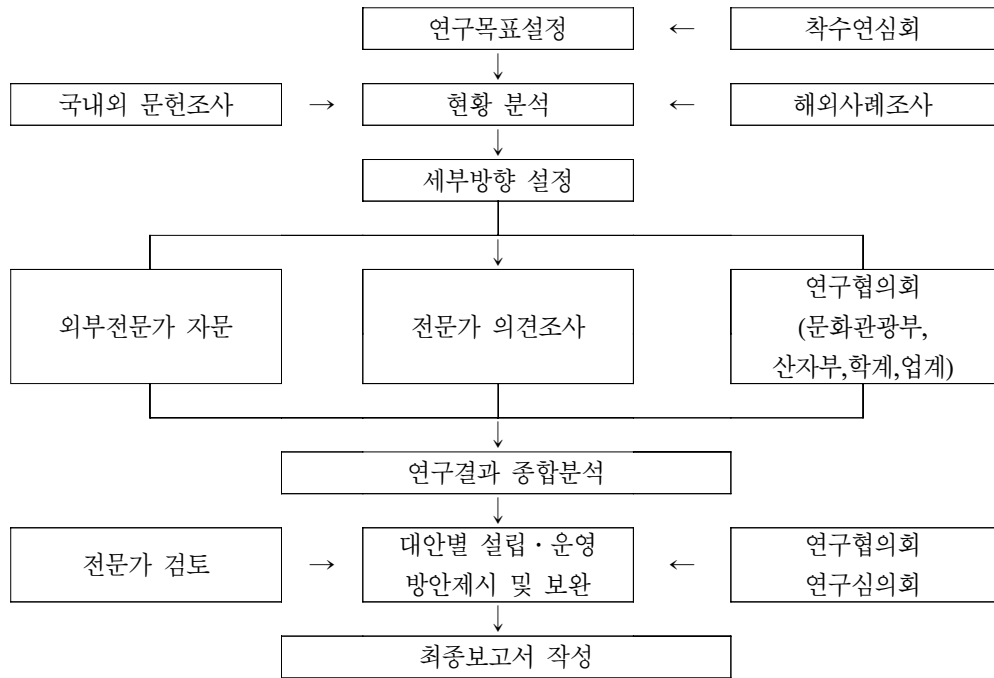 연구목표설정 ← 착수연심회
↓
국내외 문헌조사 → 현황 분석 ← 해외사례조사
↓
세부방향 설정
↓
외부전문가 자문
전문가 의견조사
연구협의회
(문화관광부,
산자부,학계,업계)
↓
연구결과 종합분석
↓
전문가 검토 →
대안별 설립·운영
방안제시 및 보완
←
연구협의회
연구심의회
↓
최종보고서 작성